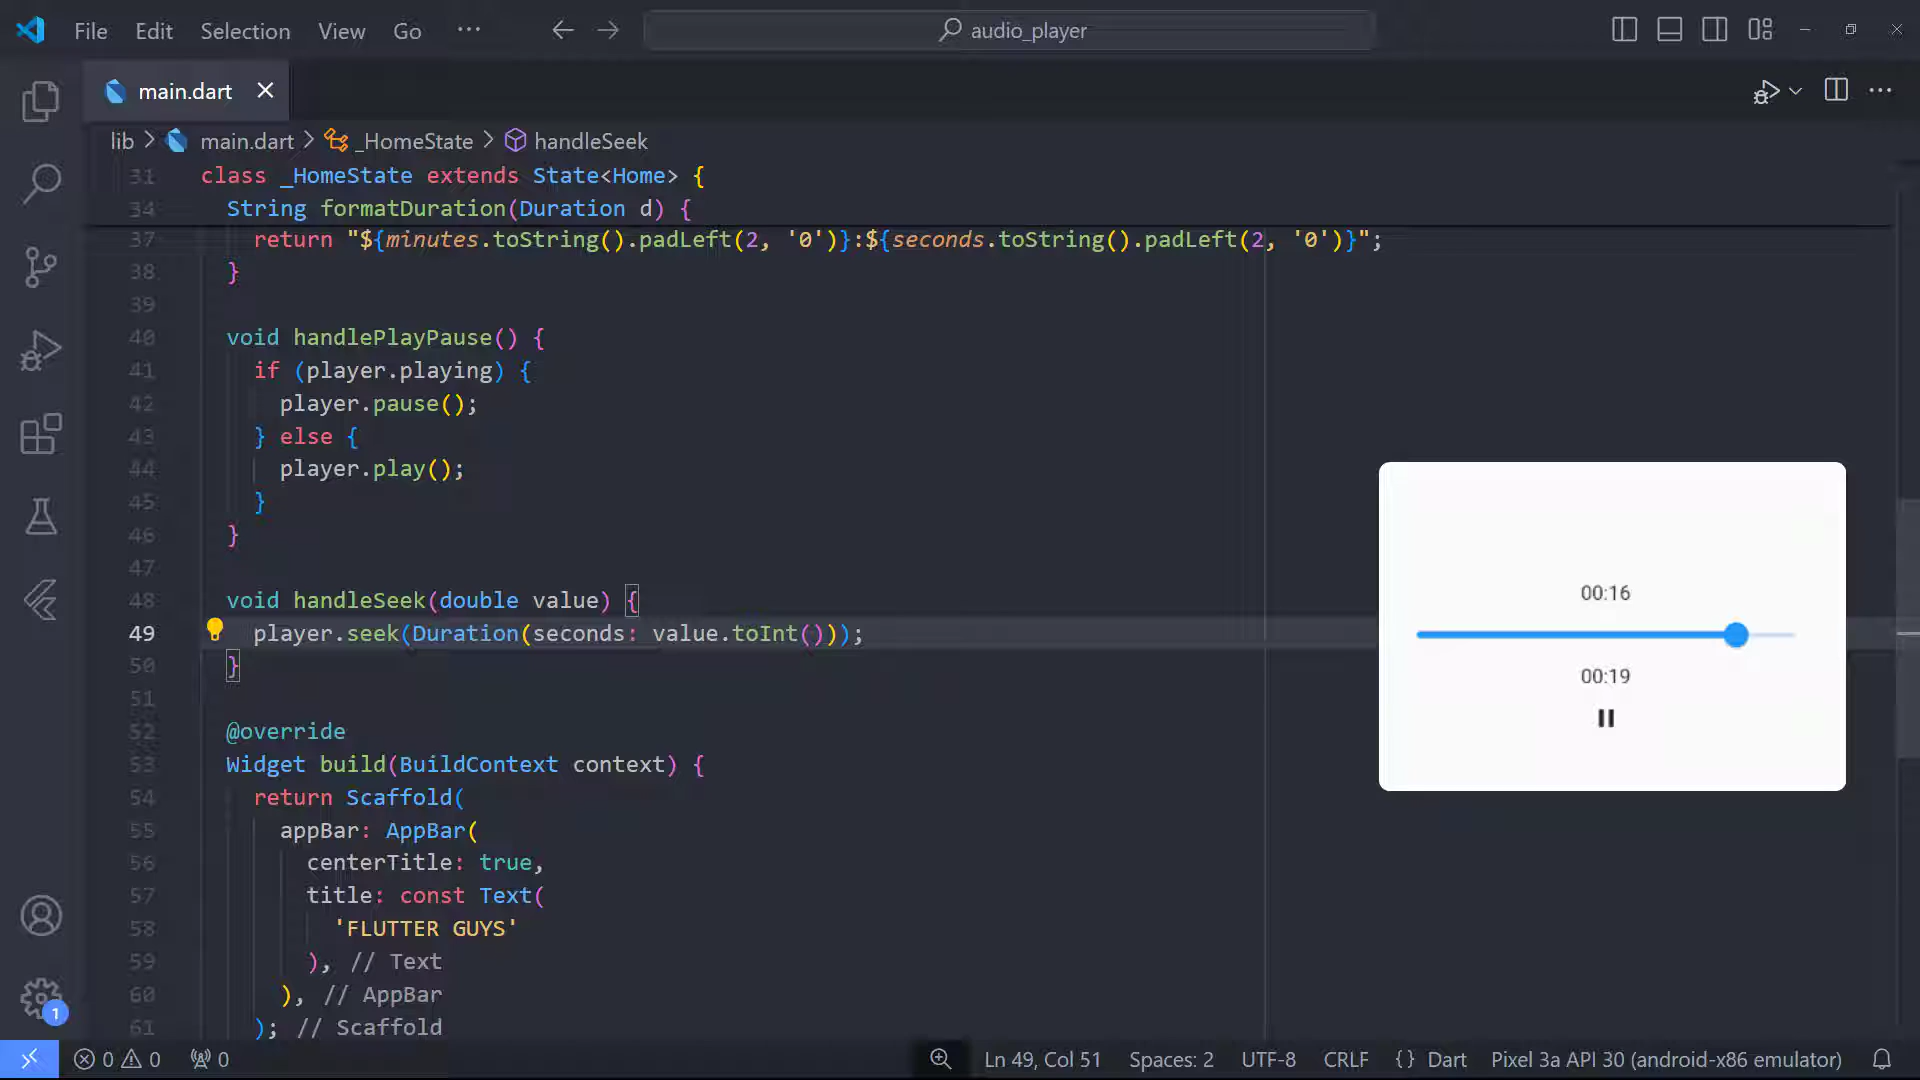 File Edit Selection View Go ··· audio_player
main.dart
lib > main.dart > _HomeState > handleSeek
31 class _HomeState extends State<Home> {
34 String formatDuration(Duration d) {
37 return "${minutes.toString().padLeft(2, '0')}:${seconds.toString().padLeft(2, '0')}";
38 }
39
40 void handlePlayPause() {
41 if (player.playing) {
42 player.pause();
43 } else {
44 player.play();
45 }
46 }
47
48 void handleSeek(double value) {
49 player.seek(Duration(seconds: value.toInt()));
50 }
51
52 @override
53 Widget build(BuildContext context) {
54 return Scaffold(
55 appBar: AppBar(
56 centerTitle: true,
57 title: const Text(
58 'FLUTTER GUYS'
59 ), // Text
60 ), // AppBar
61 ); // Scaffold
00:16
00:19
1
0 0 0 Ln 49, Col 51 Spaces: 2 UTF-8 CRLF {} Dart Pixel 3a API 30 (android-x86 emulator)